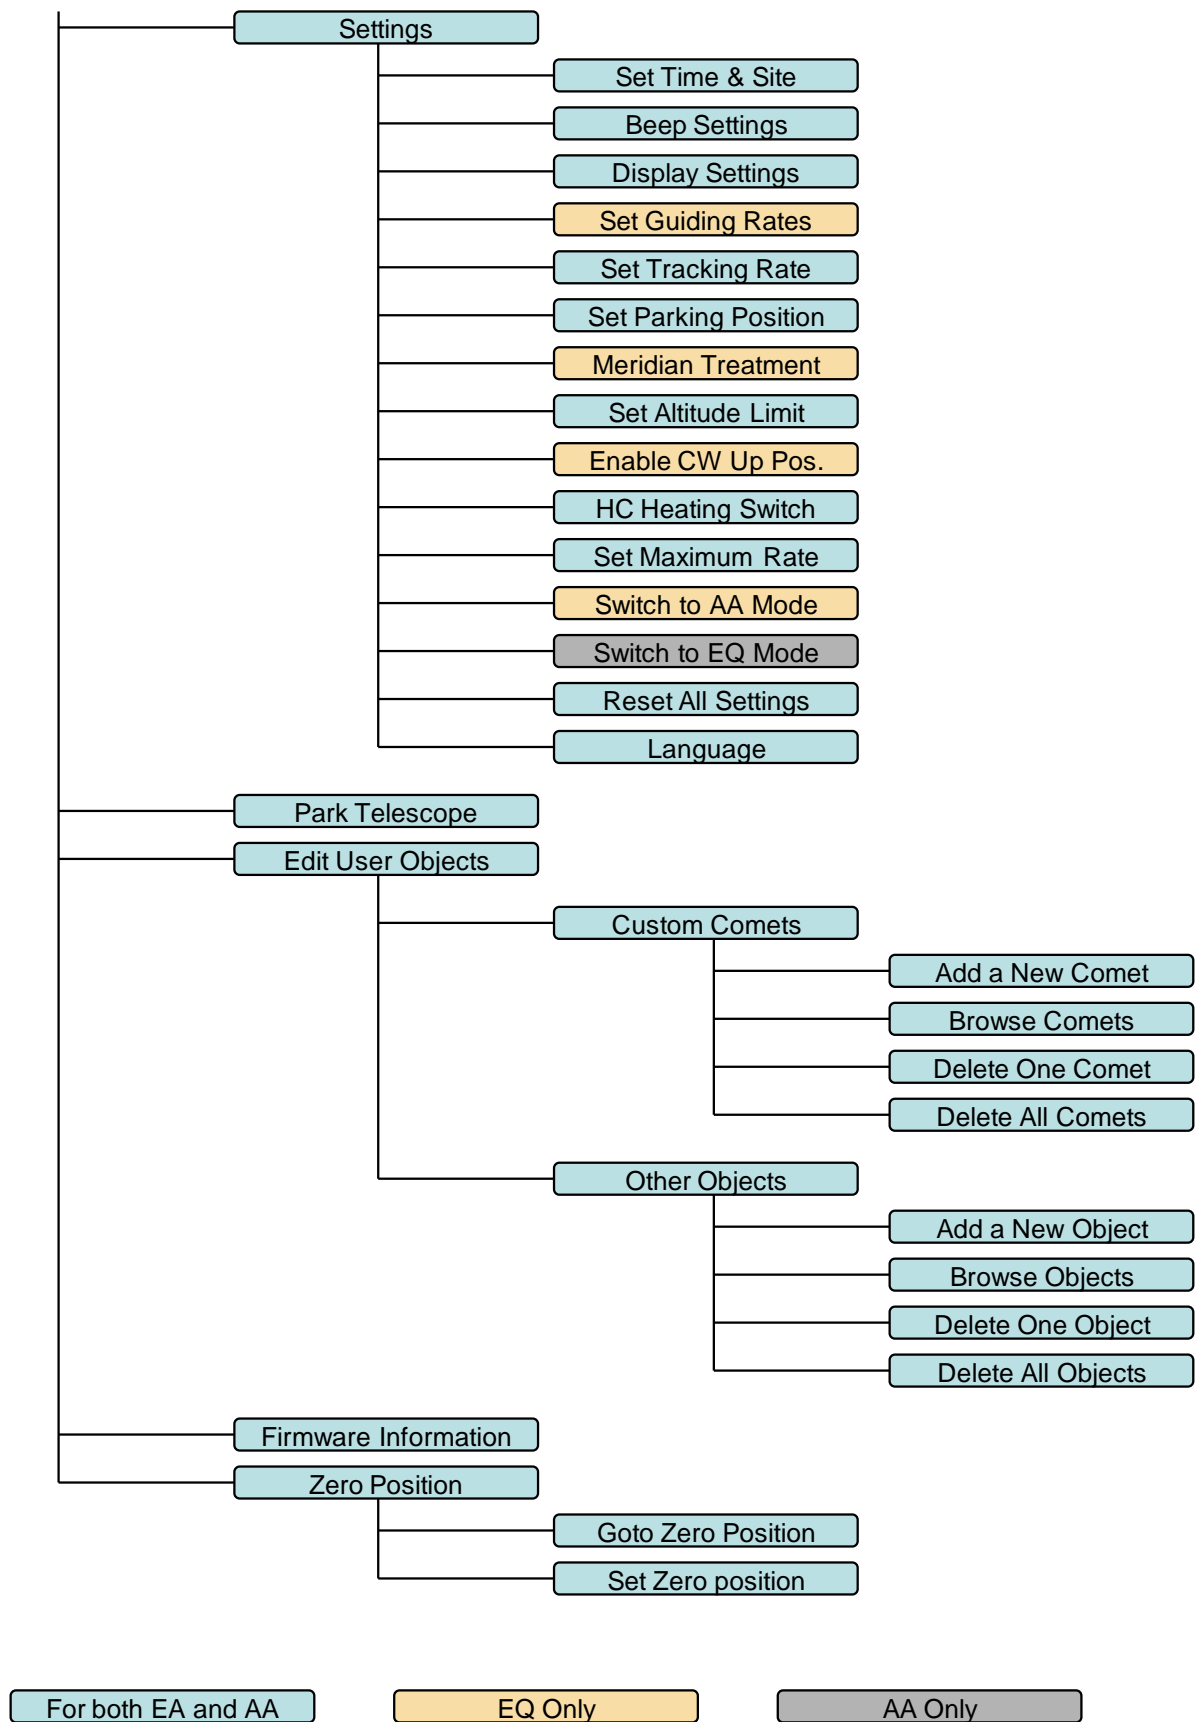 Settings
Set Time & Site
Beep Settings
Display Settings
Set Guiding Rates
Set Tracking Rate
Set Parking Position
Meridian Treatment
Set Altitude Limit
Enable CW Up Pos.
HC Heating Switch
Set Maximum Rate
Switch to AA Mode
Switch to EQ Mode
Reset All Settings
Language
Park Telescope
Edit User Objects
Custom Comets
Add a New Comet
Browse Comets
Delete One Comet
Delete All Comets
Other Objects
Add a New Object
Browse Objects
Delete One Object
Delete All Objects
Firmware Information
Zero Position
Goto Zero Position
Set Zero position
For both EA and AA
EQ Only
AA Only